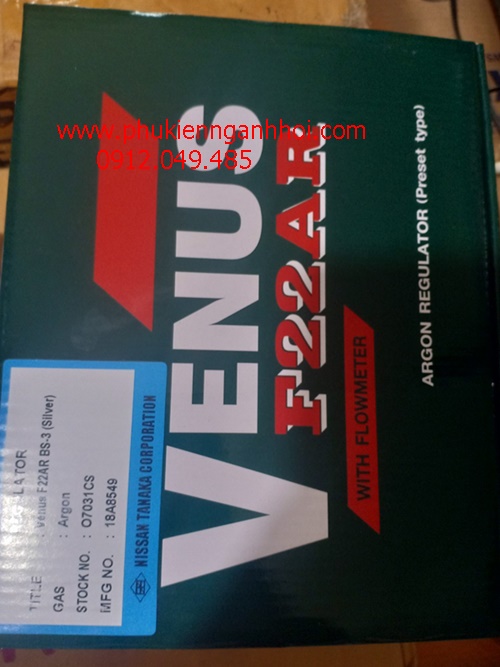 www.phukiennganhhoi.com
0912.049.485
VENUS
F22AR
WITH FLOWMETER
ARGON REGULATOR (Preset type)
REGULATOR
TITLE : Venus F22AR BS-3 (Silver)
GAS : Argon
STOCK NO. : O7031CS
MFG NO. : 18A8549
NISSAN TANAKA CORPORATION